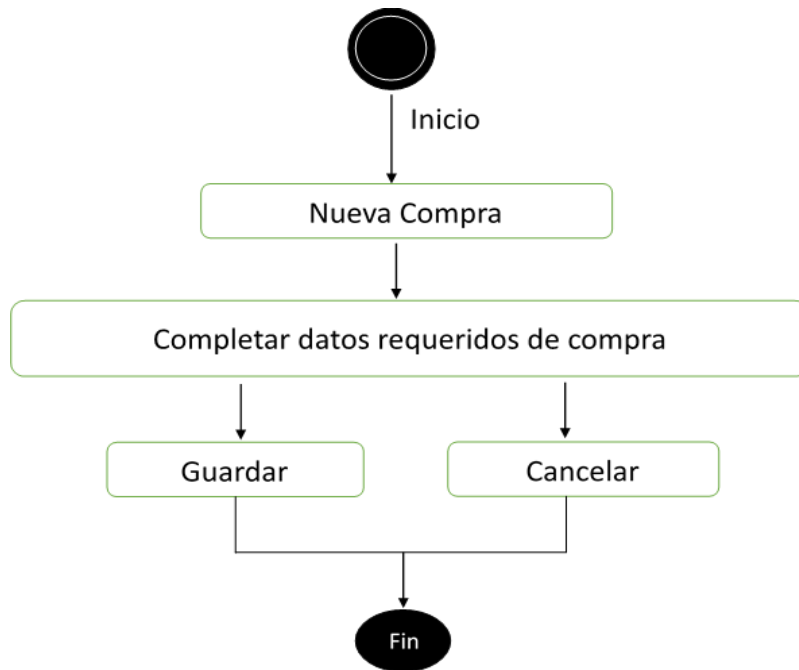 Inicio
Nueva Compra
Completar datos requeridos de compra
Guardar
Cancelar
Fin